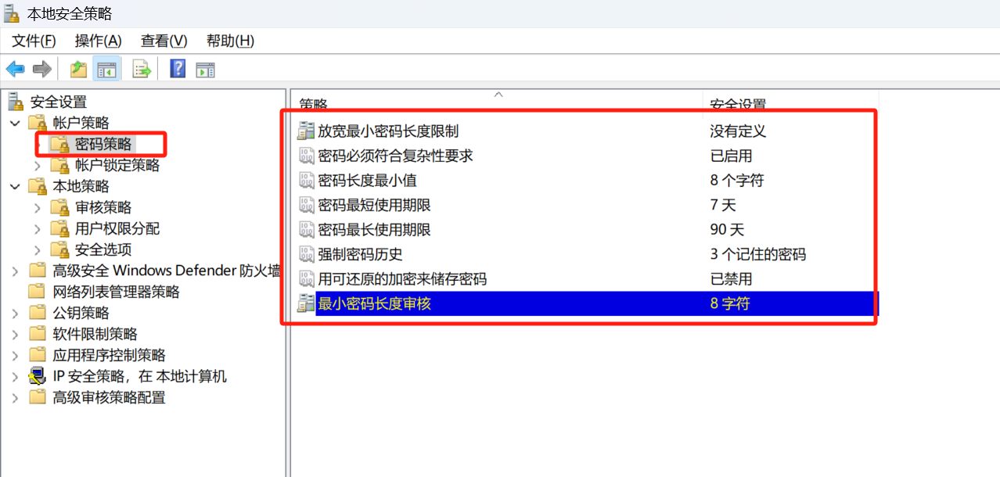 本地安全策略
文件(F) 操作(A) 查看(V) 帮助(H)
安全设置
帐户策略
密码策略
帐户锁定策略
本地策略
审核策略
用户权限分配
安全选项
高级安全 Windows Defender 防火墙
网络列表管理器策略
公钥策略
软件限制策略
应用程序控制策略
IP 安全策略，在 本地计算机
高级审核策略配置
策略 安全设置
放宽最小密码长度限制 没有定义
密码必须符合复杂性要求 已启用
密码长度最小值 8 个字符
密码最短使用期限 7 天
密码最长使用期限 90 天
强制密码历史 3 个记住的密码
用可还原的加密来储存密码 已禁用
最小密码长度审核 8 字符